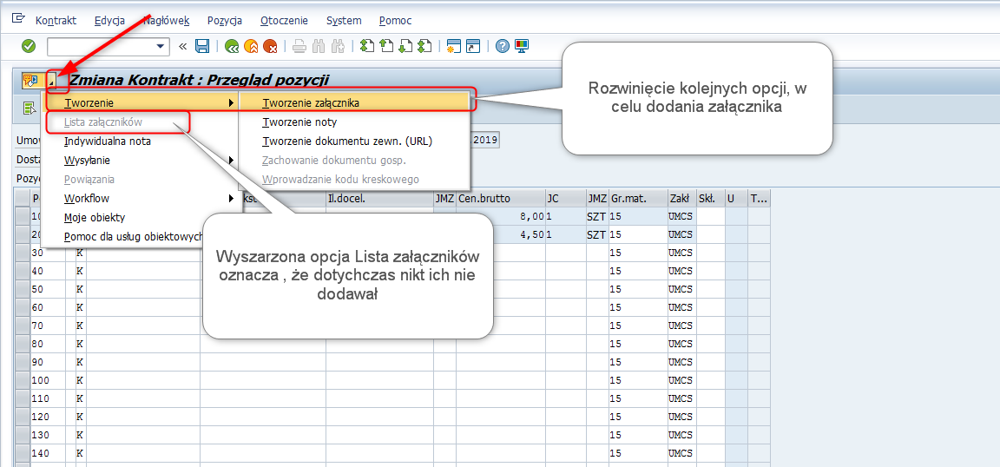 Kontrakt Edycja Nagłówek Pozycja Otoczenie System Pomoc
Zmiana Kontrakt : Przegląd pozycji
Rozwinięcie kolejnych opcji, w
celu dodania załącznika
Tworzenie
Lista załączników
Indywidualna nota
Wysyłanie
Powiązania
Workflow
Moje obiekty
Pomoc dla usług obiektowych
Tworzenie załącznika
Tworzenie noty
Tworzenie dokumentu zewn. (URL)
Zachowanie dokumentu gosp.
Wprowadzanie kodu kreskowego
.2019
Wyszarzona opcja Lista załączników
oznacza , że dotychczas nikt ich nie
dodawał
Il.docel. JMZ Cen.brutto JC JMZ Gr.mat. Zakł Skł. U T...
10 8,00 1 SZT 15 UMCS
20 4,50 1 SZT 15 UMCS
30 K 15 UMCS
40 K 15 UMCS
50 K 15 UMCS
60 K 15 UMCS
70 K 15 UMCS
80 K 15 UMCS
90 K 15 UMCS
100 K 15 UMCS
110 K 15 UMCS
120 K 15 UMCS
130 K 15 UMCS
140 K 15 UMCS